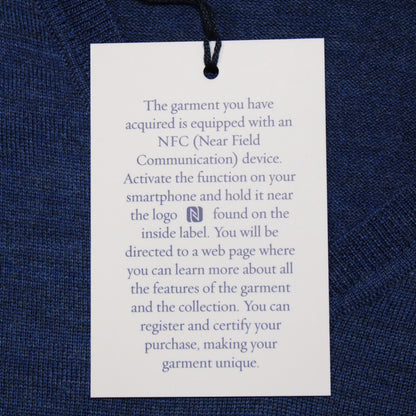 The garment you have
acquired is equipped with an
NFC (Near Field
Communication) device.
Activate the function on your
smartphone and hold it near
the logo found on the
inside label. You will be
directed to a web page where
you can learn more about all
the features of the garment
and the collection. You can
register and certify your
purchase, making your
garment unique.